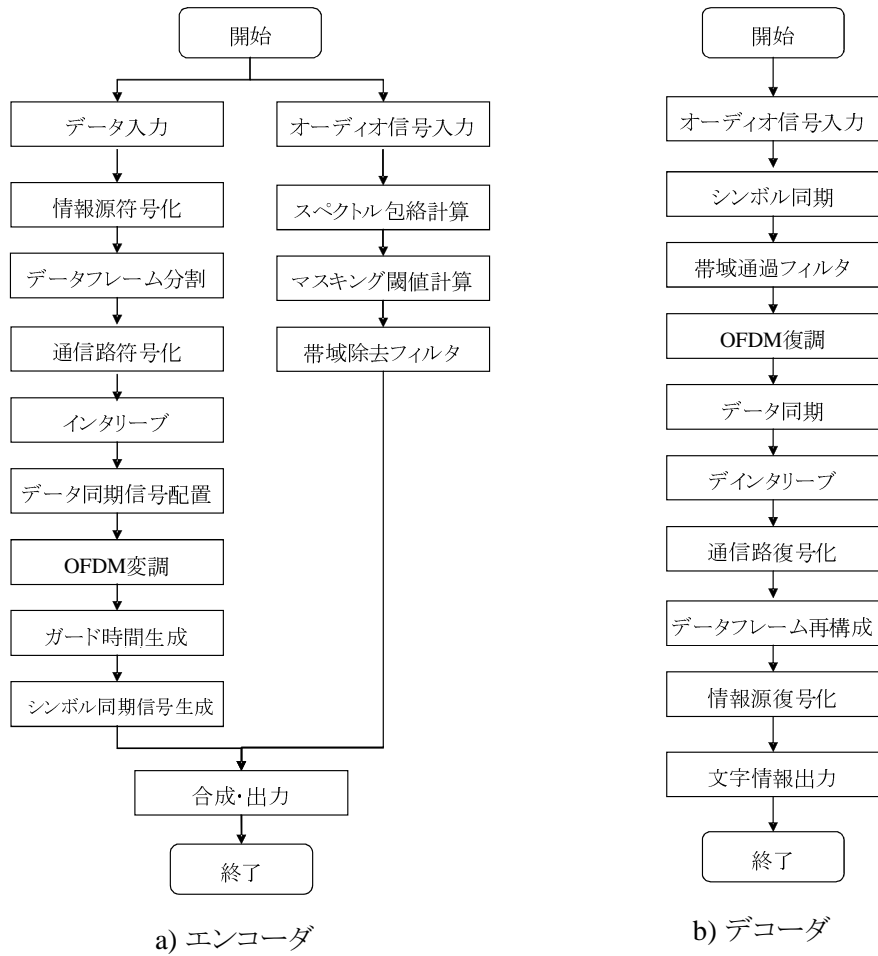 開始
データ入力
情報源符号化
データフレーム分割
通信路符号化
インタリーブ
データ同期信号配置
OFDM変調
ガード時間生成
シンボル同期信号生成
オーディオ信号入力
スペクトル包絡計算
マスキング閾値計算
帯域除去フィルタ
合成・出力
終了
a) エンコーダ
開始
オーディオ信号入力
シンボル同期
帯域通過フィルタ
OFDM復調
データ同期
デインタリーブ
通信路復号化
データフレーム再構成
情報源復号化
文字情報出力
終了
b) デコーダ